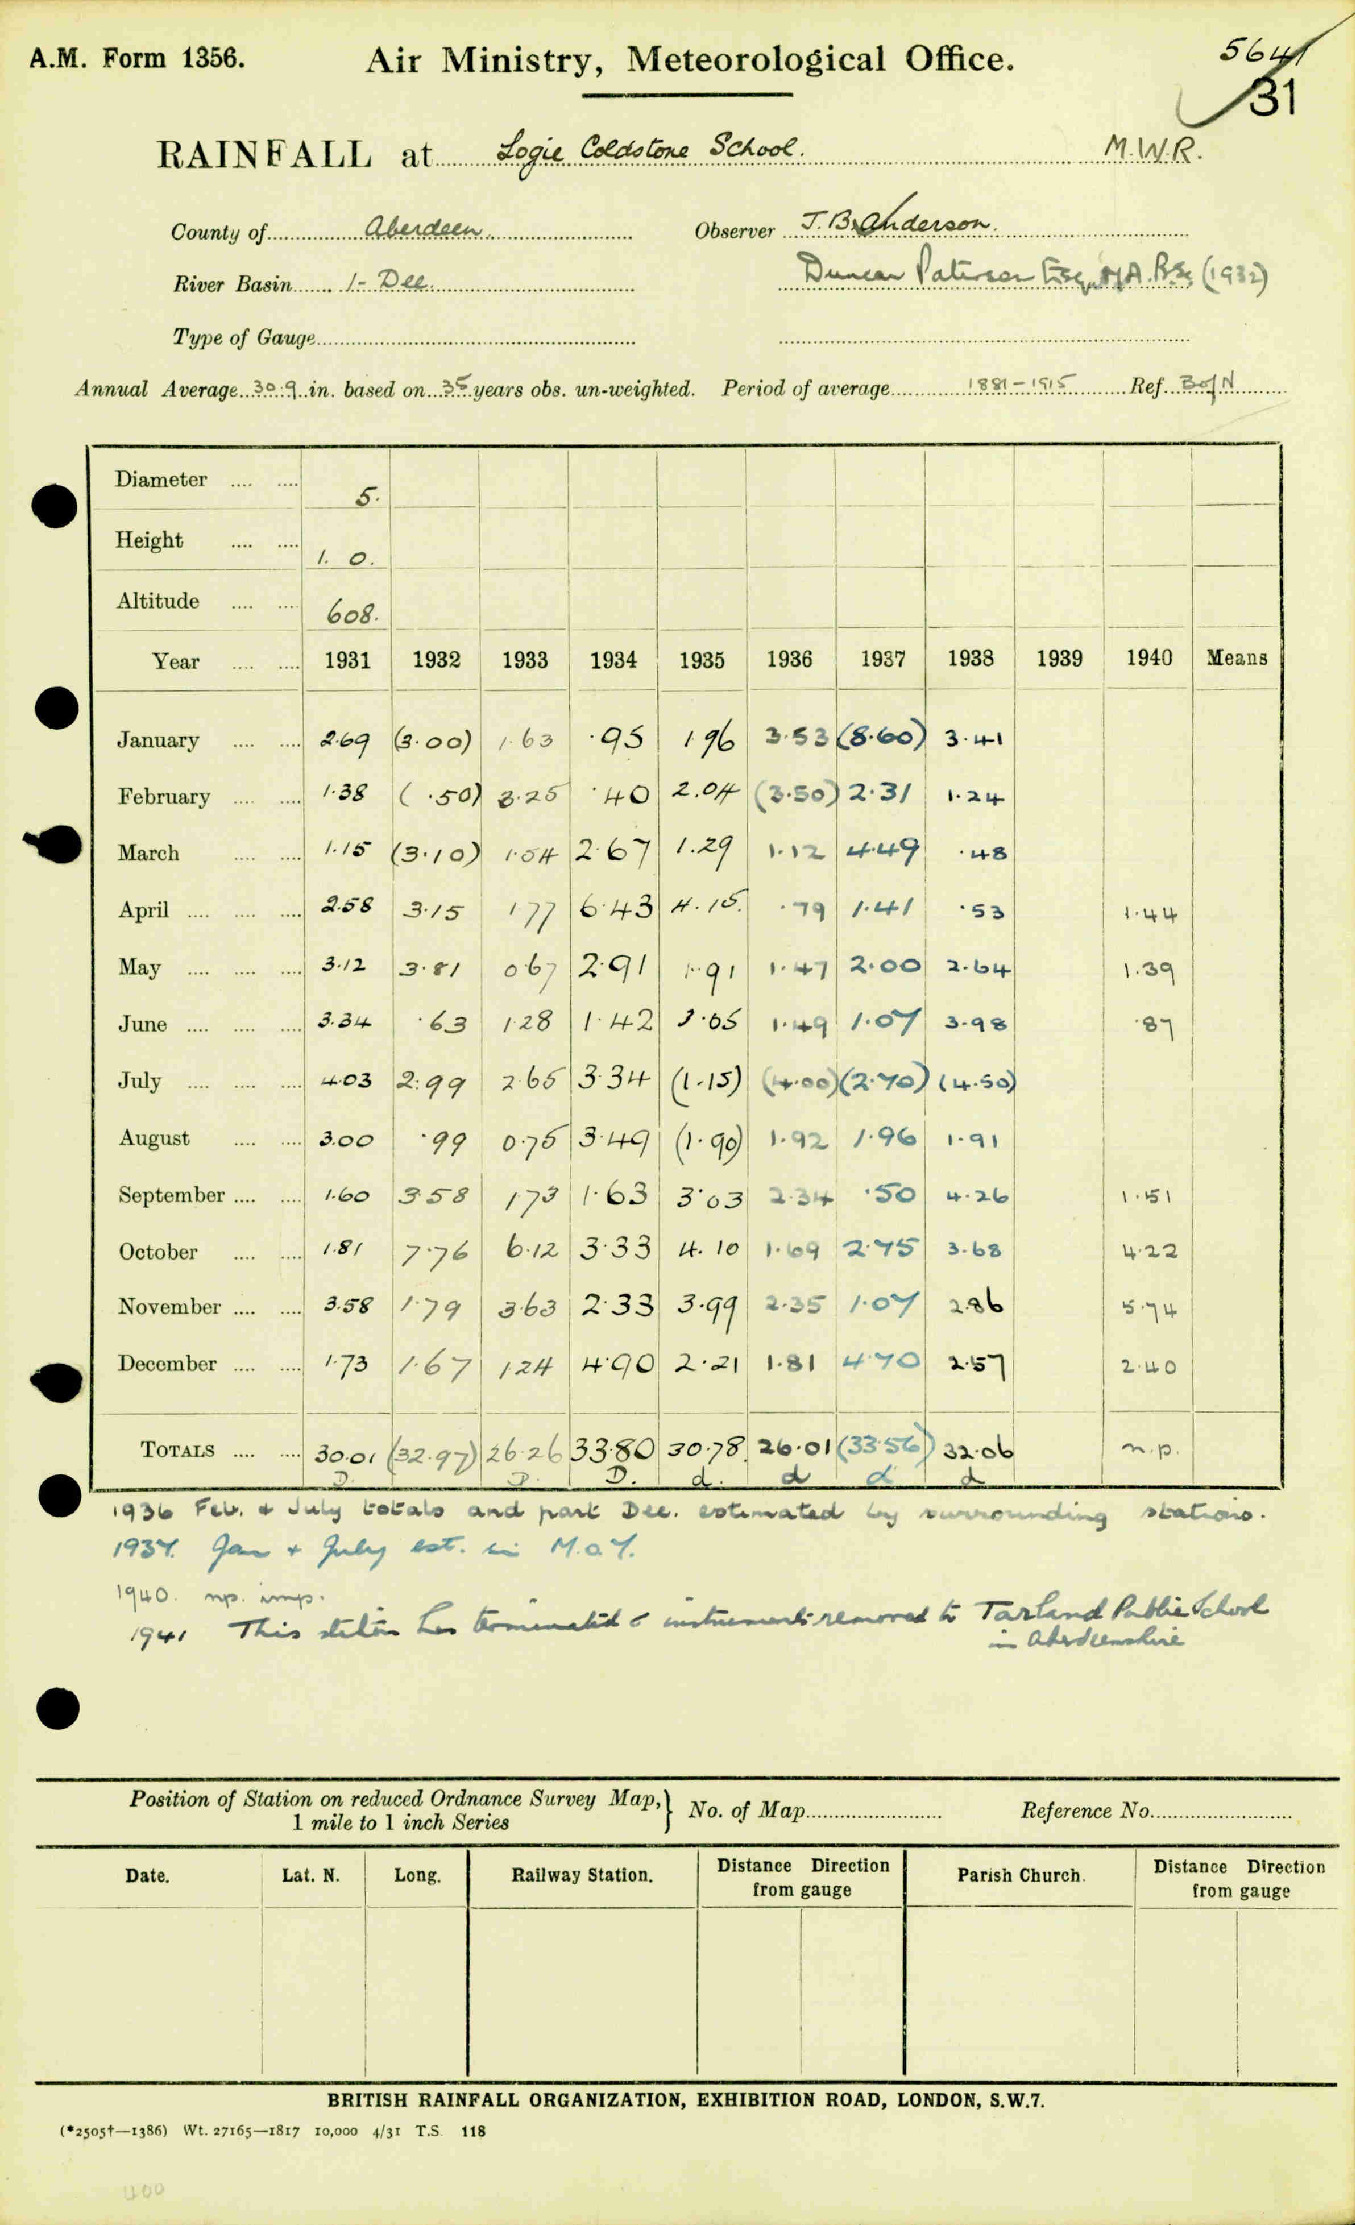 A.M. Form 1356. Air Ministry, Meteorological Office. 5641
31
RAINFALL at Logie Coldstone School. M.W.R.
County of Aberdeen. Observer J. B. Anderson.
River Basin 1- Dee. Duncan Paterson Esq. M.A. B.Sc (1932)
Type of Gauge
Annual Average 30.9 in. based on 35 years obs. un-weighted. Period of average 1881-1915 Ref. B of N
Diameter .... .... 5.
Height .... .... 1. 0.
Altitude .... .... 608.
Year .... .... 1931 1932 1933 1934 1935 1936 1937 1938 1939 1940 Means
January .... .... 2.69 (3.00) 1.63 .95 1.96 3.53 (8.60) 3.41
February .... .... 1.38 ( .50) 3.25 .40 2.04 (3.50) 2.31 1.24
March .... .... 1.15 (3.10) 1.54 2.67 1.29 1.12 4.49 .48
April .... .... .... 2.58 3.15 1.77 6.43 4.15. .79 1.41 .53 1.44
May .... .... .... 3.12 3.81 0.67 2.91 1.91 1.47 2.00 2.64 1.39
June .... .... .... 3.34 .63 1.28 1.42 3.05 1.49 1.07 3.98 .87
July .... .... .... 4.03 2.99 2.65 3.34 (1.15) (4.00) (2.70) (4.50)
August .... .... 3.00 .99 0.75 3.49 (1.90) 1.92 1.96 1.91
September .... .... 1.60 3.58 1.73 1.63 3.03 2.34 .50 4.26 1.51
October .... .... 1.81 7.76 6.12 3.33 4.10 1.69 2.75 3.68 4.22
November .... .... 3.58 1.79 3.63 2.33 3.99 2.35 1.07 2.86 5.74
December .... .... 1.73 1.67 1.24 4.90 2.21 1.81 4.70 2.57 2.40
TOTALS .... .... 30.01 (32.97) 26.26 33.80 30.78 26.01 (33.56) 32.06 n.p.
D. D. D. d. d d d
1936 Feb. & July totals and part Dec. estimated by surrounding stations.
1937. Jan + July est. in M.o.Y.
1940. np. imp.
1941 This station has terminated & instruments removed to Tarland Public School
in Aberdeenshire
Position of Station on reduced Ordnance Survey Map, } No. of Map Reference No.
1 mile to 1 inch Series
Date. Lat. N. Long. Railway Station. Distance Direction from gauge Parish Church. Distance Direction from gauge
BRITISH RAINFALL ORGANIZATION, EXHIBITION ROAD, LONDON, S.W.7.
(*2505†—1386) Wt. 27165—1817 10,000 4/31 T.S. 118
400